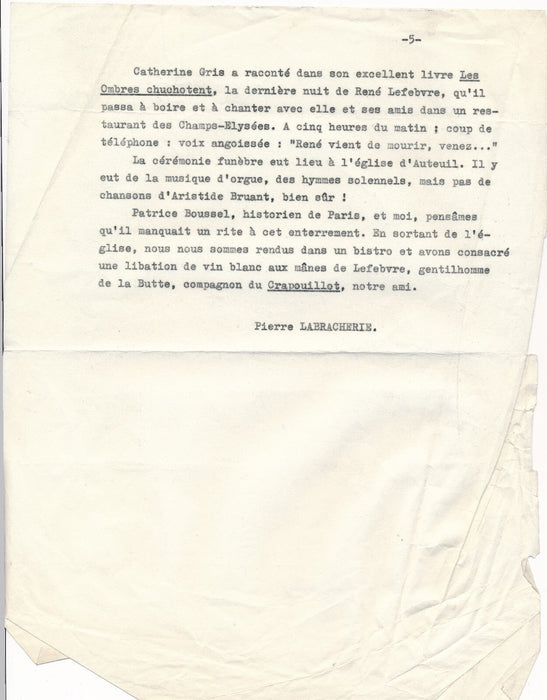 -5-
Catherine Gris a raconté dans son excellent livre Les
Ombres chuchotent, la dernière nuit de René Lefebvre, qu'il
passa à boire et à chanter avec elle et ses amis dans un res-
taurant des Champs-Elysées. A cinq heures du matin ; coup de
téléphone : voix angoissée : "René vient de mourir, venez..."
La cérémonie funèbre eut lieu à l'église d'Auteuil. Il y
eut de la musique d'orgue, des hymmes solennels, mais pas de
chansons d'Aristide Bruant, bien sûr !
Patrice Boussel, historien de Paris, et moi, pensâmes
qu'il manquait un rite à cet enterrement. En sortant de l'é-
glise, nous nous sommes rendus dans un bistro et avons consacré
une libation de vin blanc aux mânes de Lefebvre, gentilhomme
de la Butte, compagnon du Crapouillot, notre ami.
Pierre LABRACHERIE.